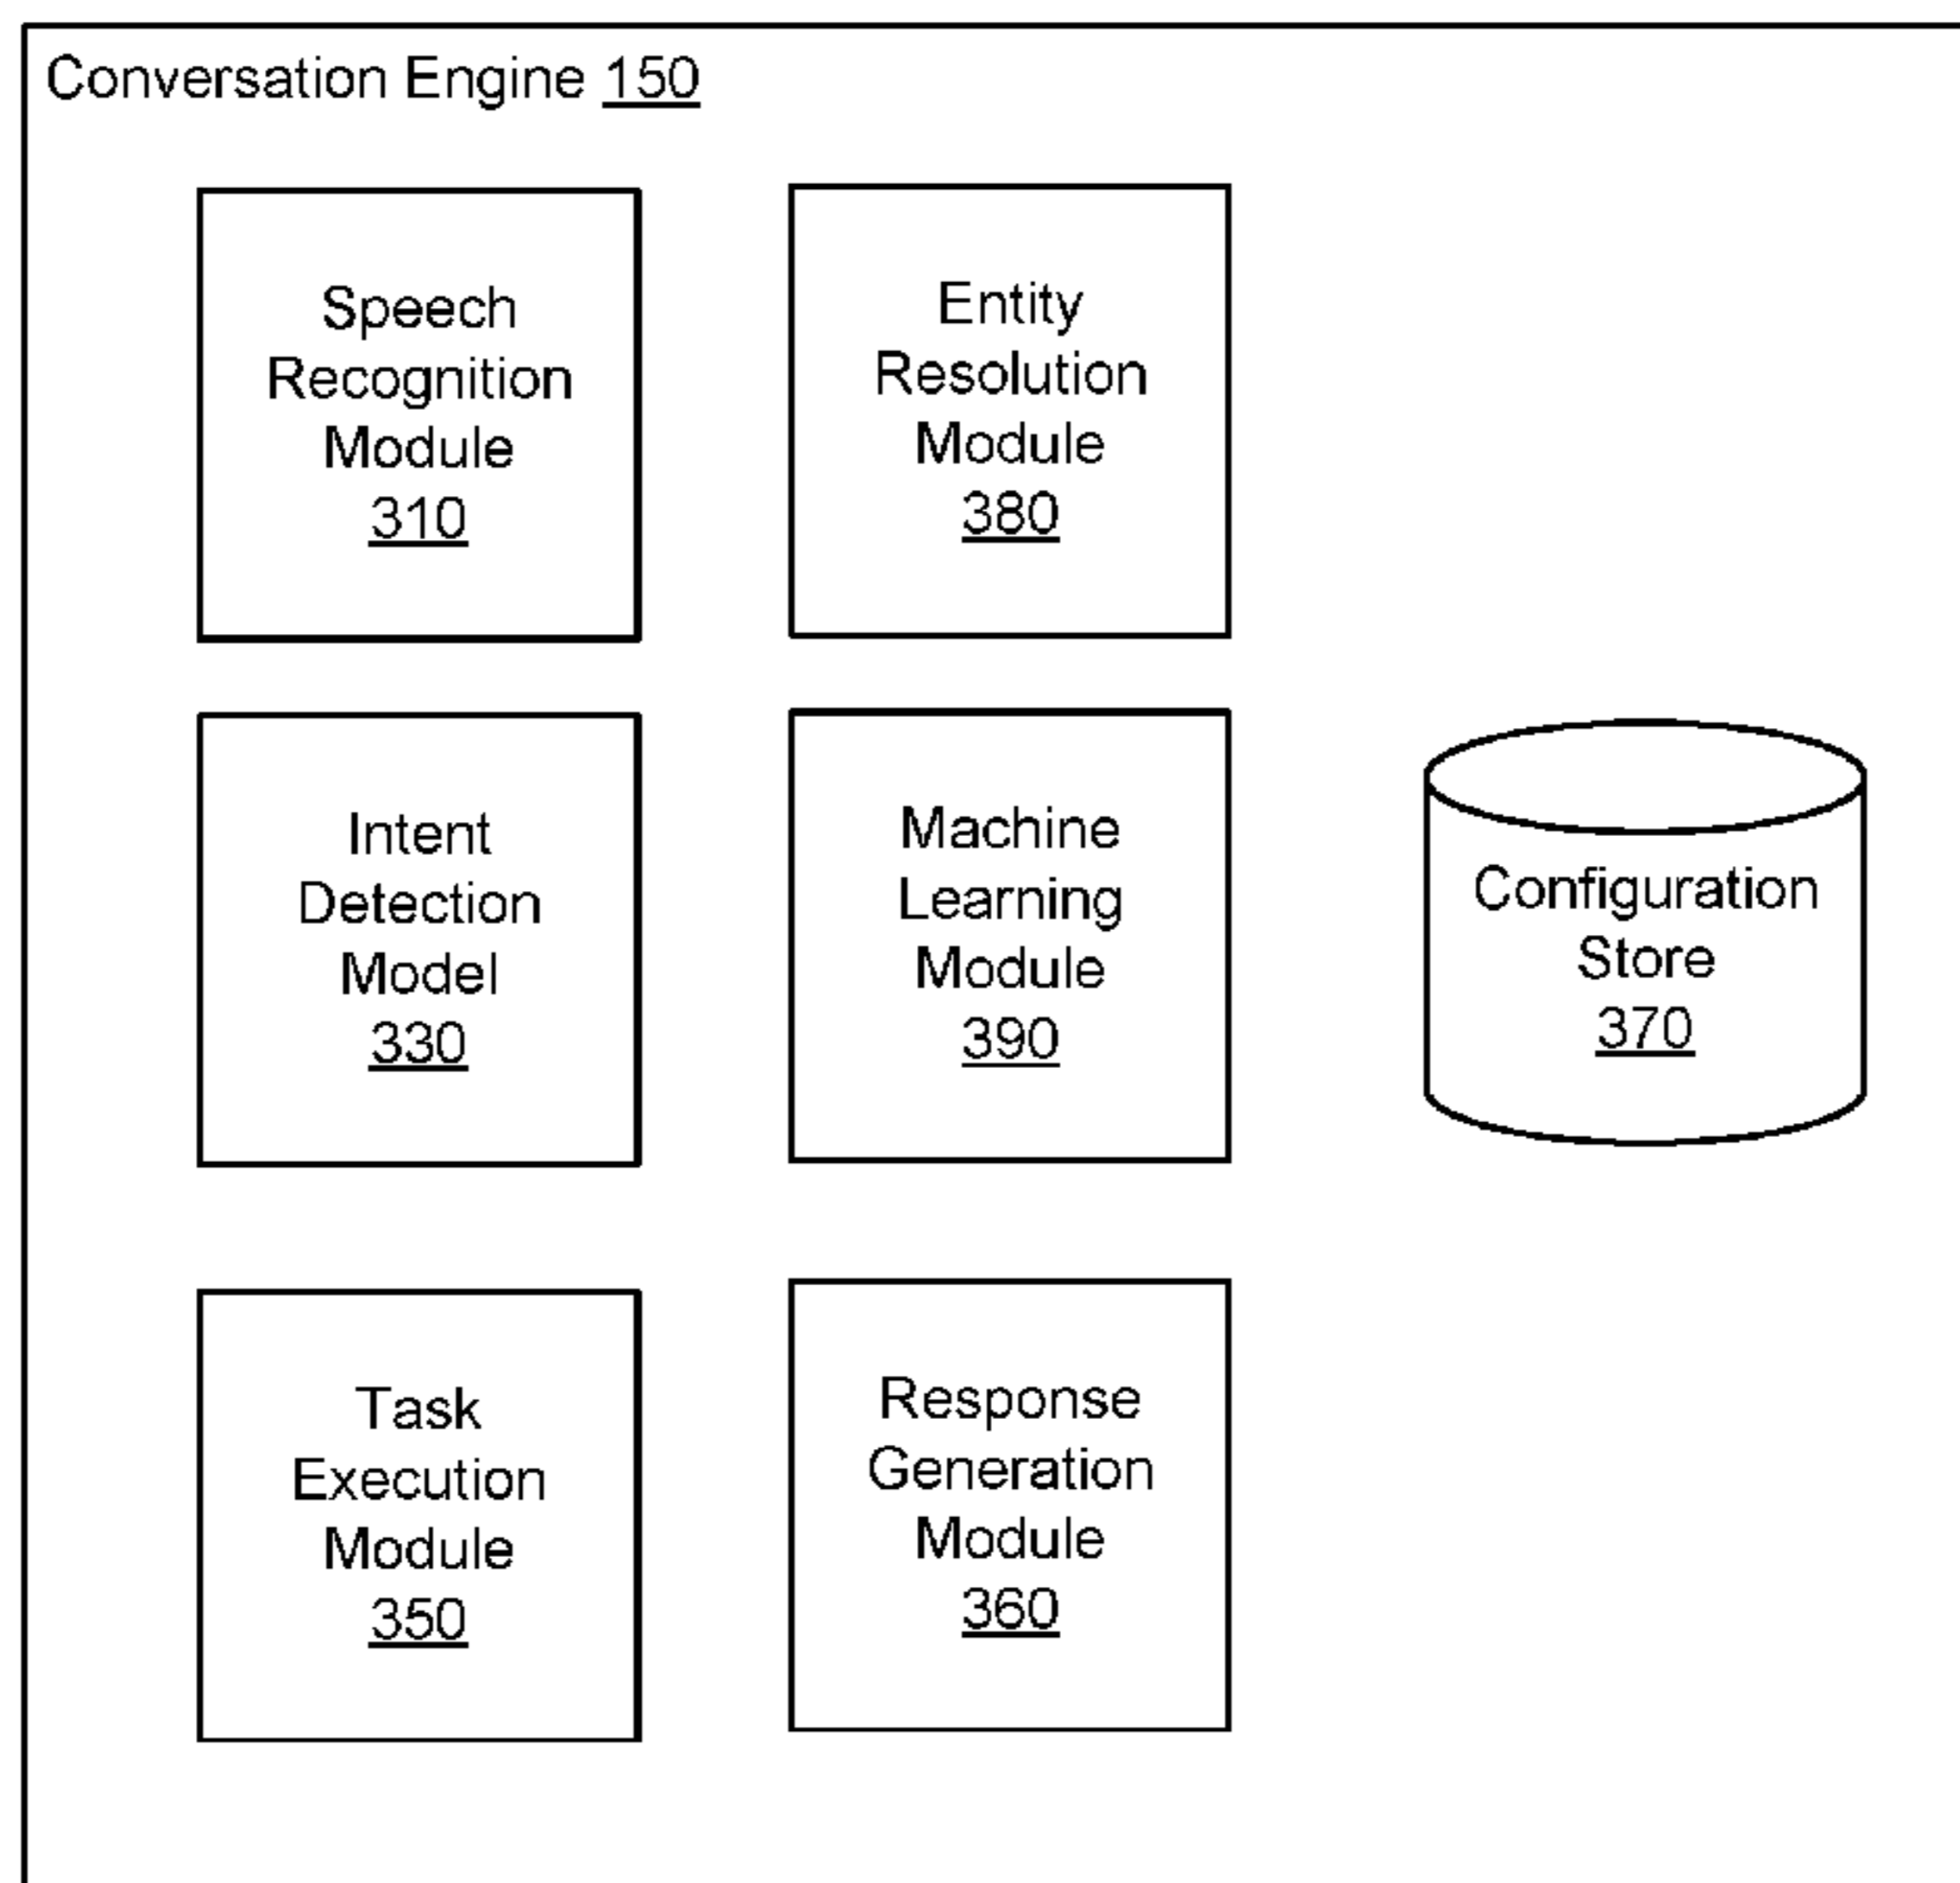 Conversation Engine 150
Speech
Recognition
Module
310
Entity
Resolution
Module
380
Intent
Detection
Model
330
Machine
Learning
Module
390
Configuration
Store
370
Task
Execution
Module
350
Response
Generation
Module
360